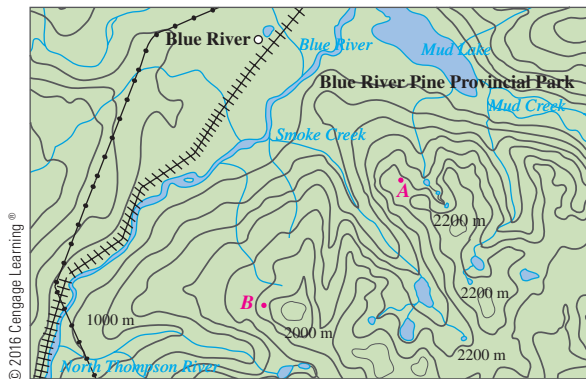 Blue River
Blue River
Mud Lake
Blue River Pine Provincial Park
Mud Creek
Smoke Creek
A
2200 m
2200 m
B
1000 m
2000 m
2200 m
North Thompson River
© 2016 Cengage Learning ®